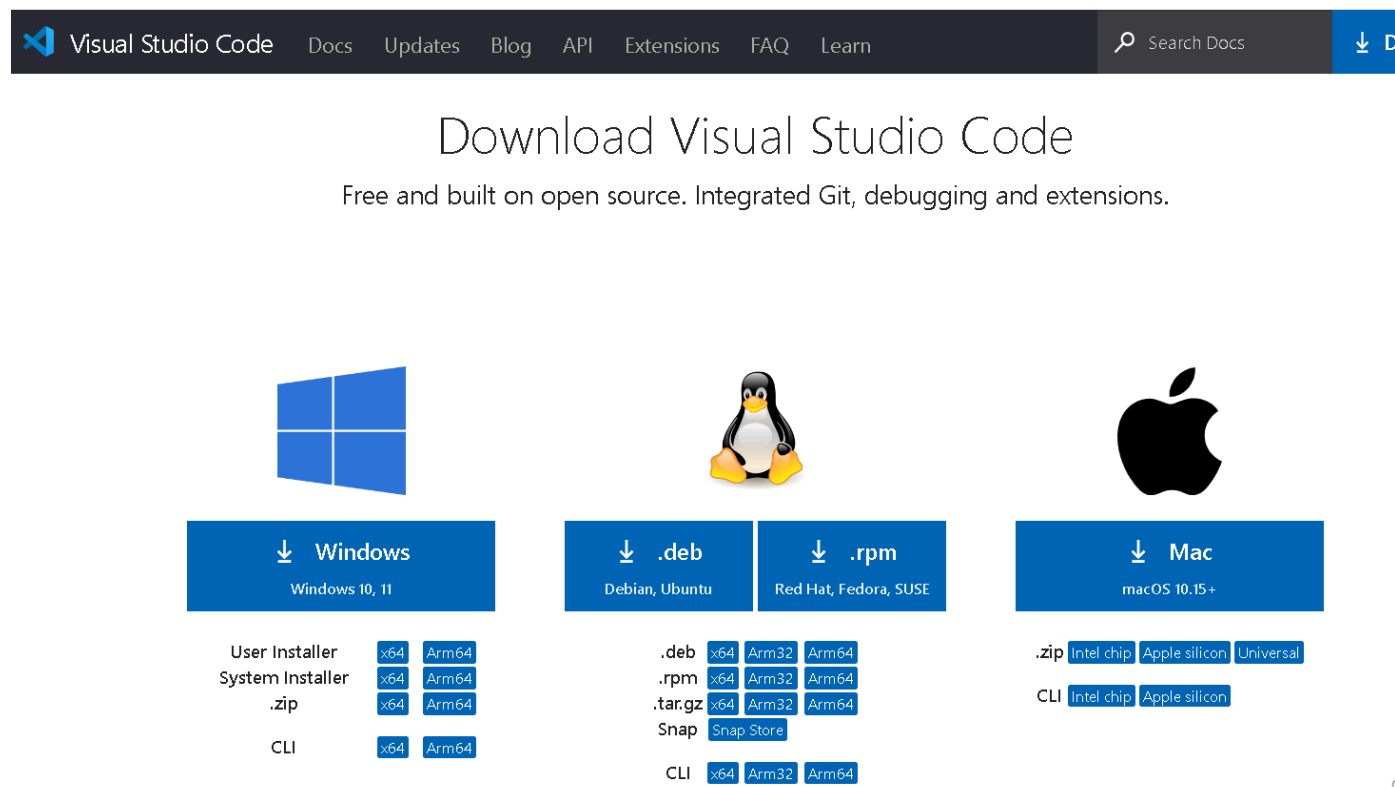 Visual Studio Code Docs Updates Blog API Extensions FAQ Learn Search Docs
Download Visual Studio Code
Free and built on open source. Integrated Git, debugging and extensions.
Windows
Windows 10, 11
User Installer x64 Arm64
System Installer x64 Arm64
.zip x64 Arm64
CLI x64 Arm64
.deb
Debian, Ubuntu
.rpm
Red Hat, Fedora, SUSE
.deb x64 Arm32 Arm64
.rpm x64 Arm32 Arm64
.tar.gz x64 Arm32 Arm64
Snap Snap Store
CLI x64 Arm32 Arm64
Mac
macOS 10.15+
.zip Intel chip Apple silicon Universal
CLI Intel chip Apple silicon